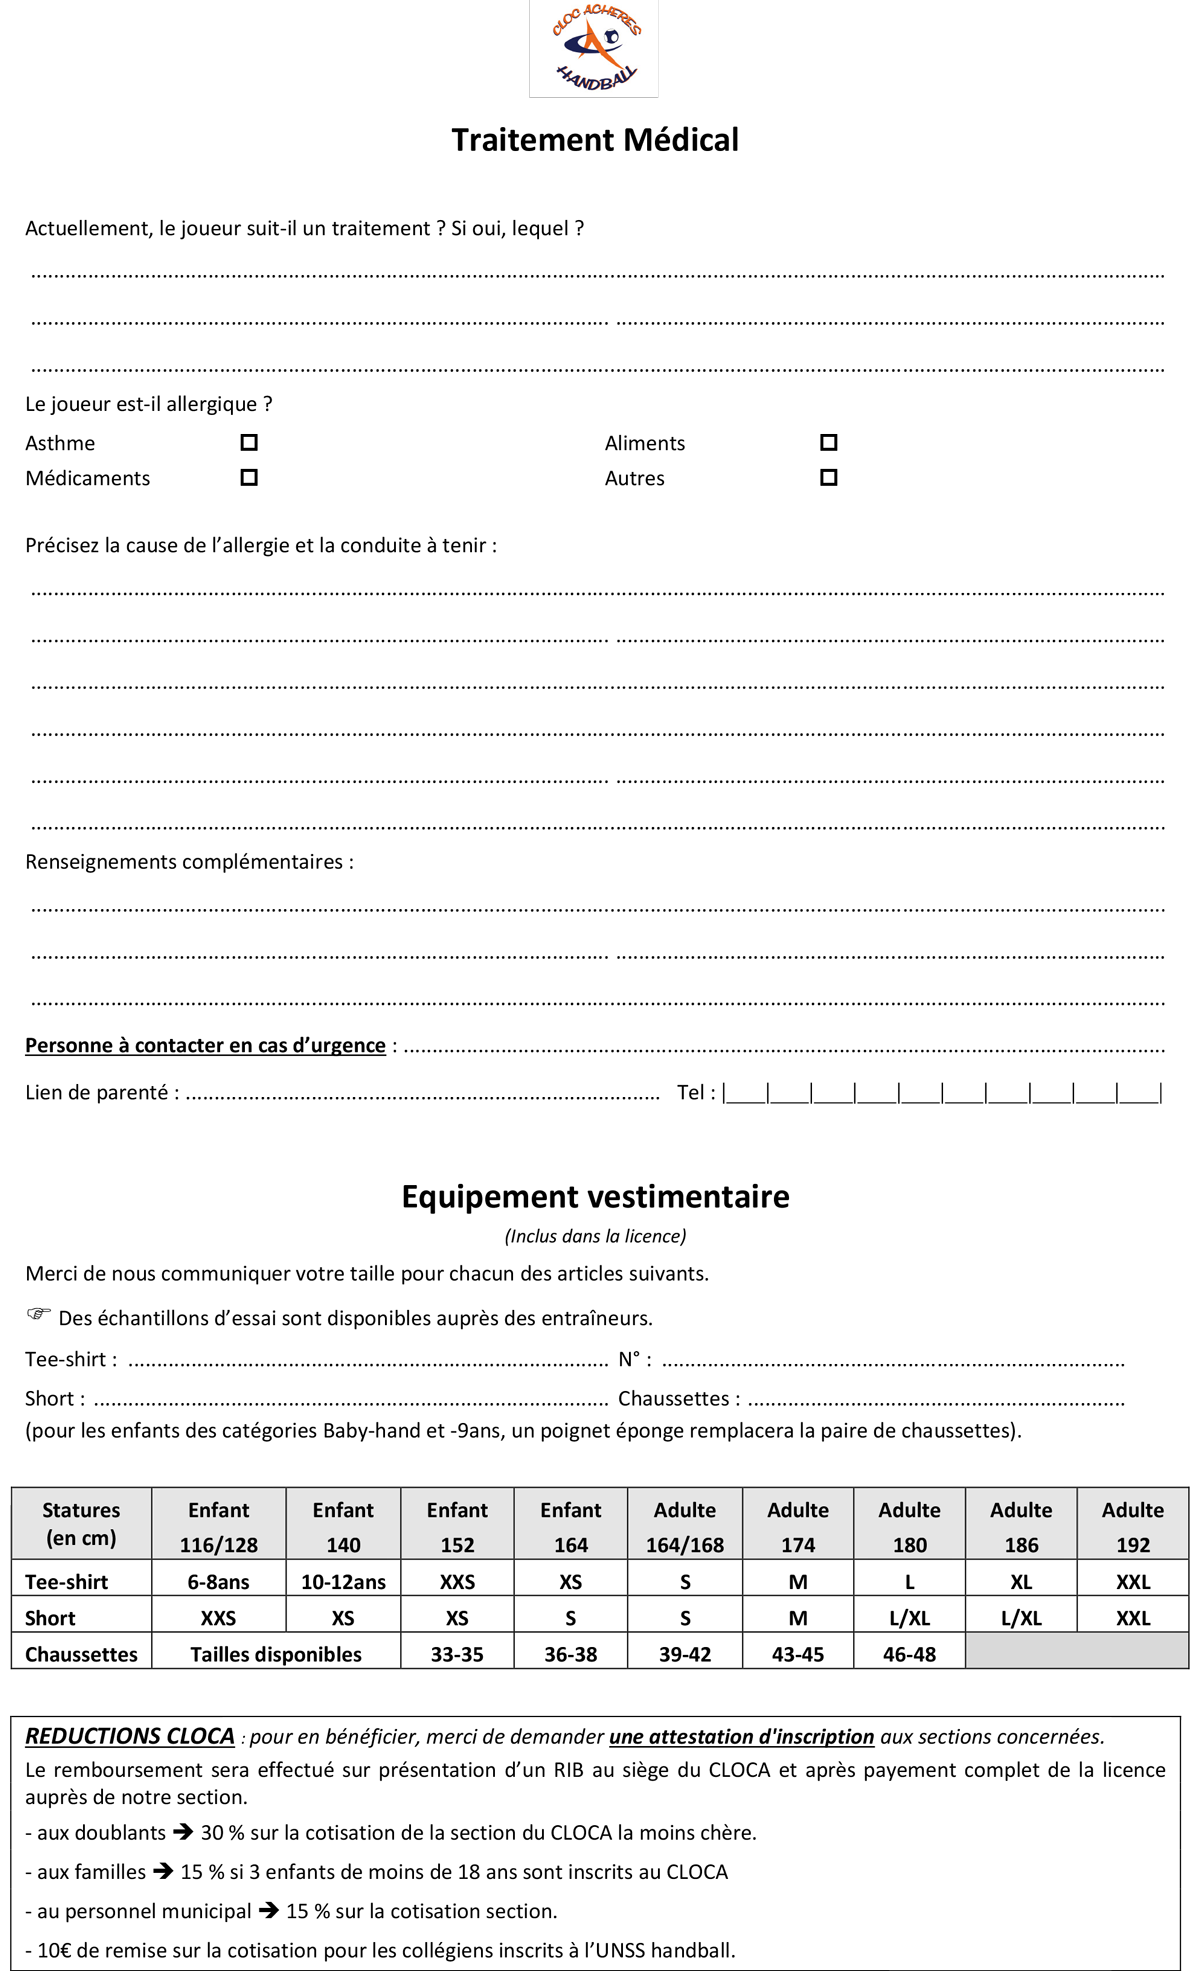 CLOC ACHERES
HANDBALL
Traitement Médical
Actuellement, le joueur suit-il un traitement ? Si oui, lequel ?
Le joueur est-il allergique ?
Asthme ☐ Aliments ☐
Médicaments ☐ Autres ☐
Précisez la cause de l’allergie et la conduite à tenir :
Renseignements complémentaires :
Personne à contacter en cas d’urgence : ....................
Lien de parenté : .................... Tel : |___|___|___|___|___|___|___|___|___|___|
Equipement vestimentaire
(Inclus dans la licence)
Merci de nous communiquer votre taille pour chacun des articles suivants.
☞ Des échantillons d’essai sont disponibles auprès des entraîneurs.
Tee-shirt : .................... N° : ....................
Short : .................... Chaussettes : ....................
(pour les enfants des catégories Baby-hand et -9ans, un poignet éponge remplacera la paire de chaussettes).
Statures (en cm) Enfant 116/128 Enfant 140 Enfant 152 Enfant 164 Adulte 164/168 Adulte 174 Adulte 180 Adulte 186 Adulte 192
Tee-shirt 6-8ans 10-12ans XXS XS S M L XL XXL
Short XXS XS XS S S M L/XL L/XL XXL
Chaussettes Tailles disponibles 33-35 36-38 39-42 43-45 46-48
REDUCTIONS CLOCA : pour en bénéficier, merci de demander une attestation d'inscription aux sections concernées.
Le remboursement sera effectué sur présentation d’un RIB au siège du CLOCA et après payement complet de la licence
auprès de notre section.
- aux doublants ➔ 30 % sur la cotisation de la section du CLOCA la moins chère.
- aux familles ➔ 15 % si 3 enfants de moins de 18 ans sont inscrits au CLOCA
- au personnel municipal ➔ 15 % sur la cotisation section.
- 10€ de remise sur la cotisation pour les collégiens inscrits à l’UNSS handball.